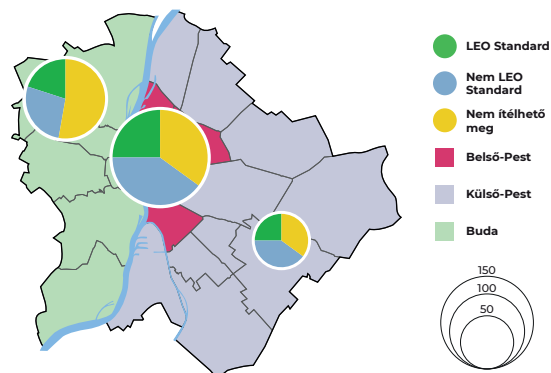 LEO Standard
Nem LEO
Standard
Nem ítélhető
meg
Belső-Pest
Külső-Pest
Buda
150
100
50